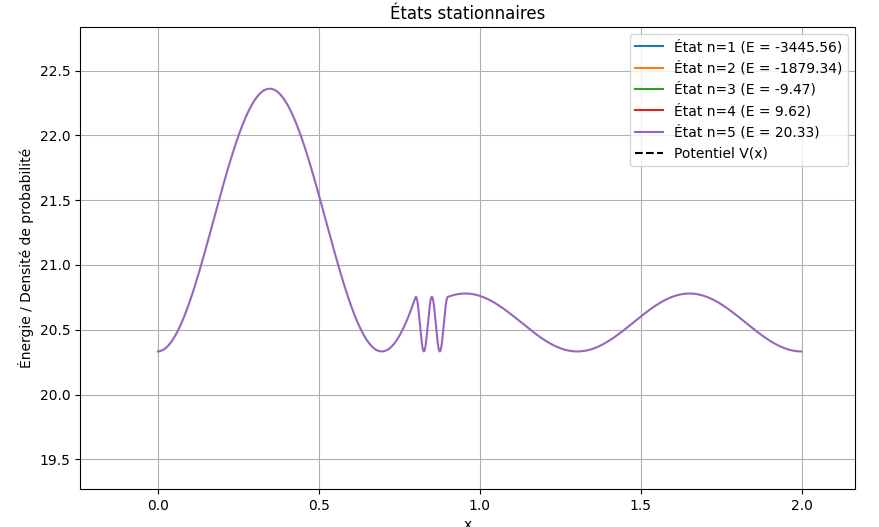 États stationnaires
État n=1 (E = -3445.56)
État n=2 (E = -1879.34)
État n=3 (E = -9.47)
État n=4 (E = 9.62)
État n=5 (E = 20.33)
Potentiel V(x)
Énergie / Densité de probabilité
22.5
22.0
21.5
21.0
20.5
20.0
19.5
0.0
0.5
1.0
1.5
2.0
x